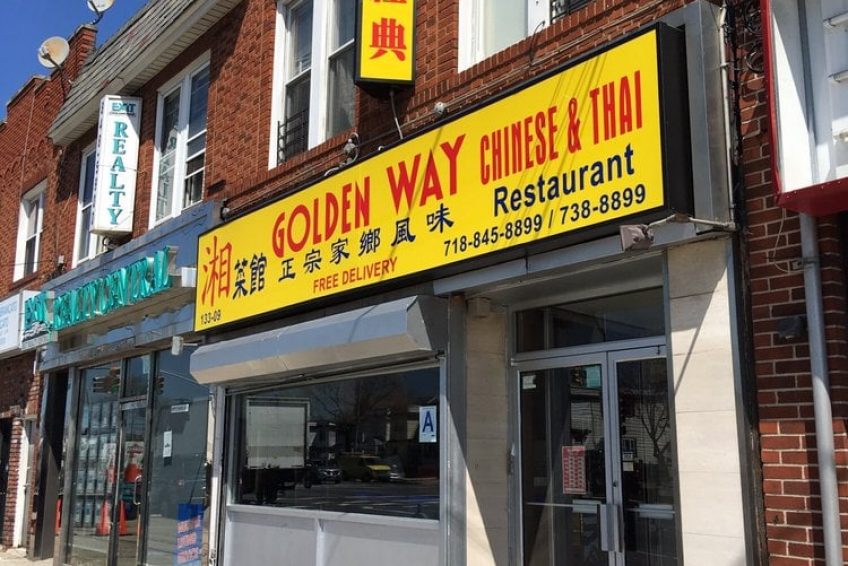 典
EXIT
REALTY
GOLDEN WAY CHINESE & THAI
Restaurant
湘菜館 正宗家鄉風味
718-845-8899 / 738-8899
FREE DELIVERY
133-09
A